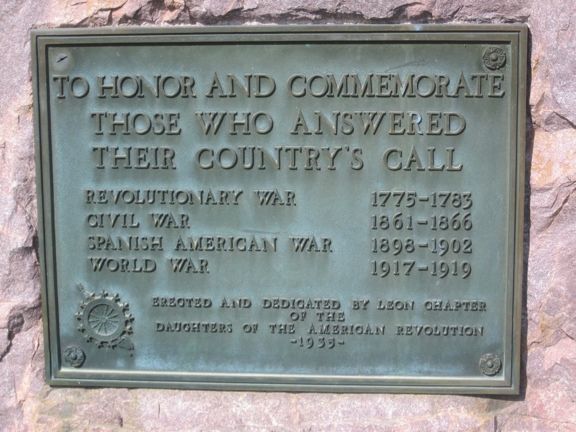 TO HONOR AND COMMEMORATE
THOSE WHO ANSWERED
THEIR COUNTRY'S CALL
REVOLUTIONARY WAR 1775-1783
CIVIL WAR 1861-1866
SPANISH AMERICAN WAR 1898-1902
WORLD WAR 1917-1919
ERECTED AND DEDICATED BY LEON CHAPTER
OF THE
DAUGHTERS OF THE AMERICAN REVOLUTION
-1935-